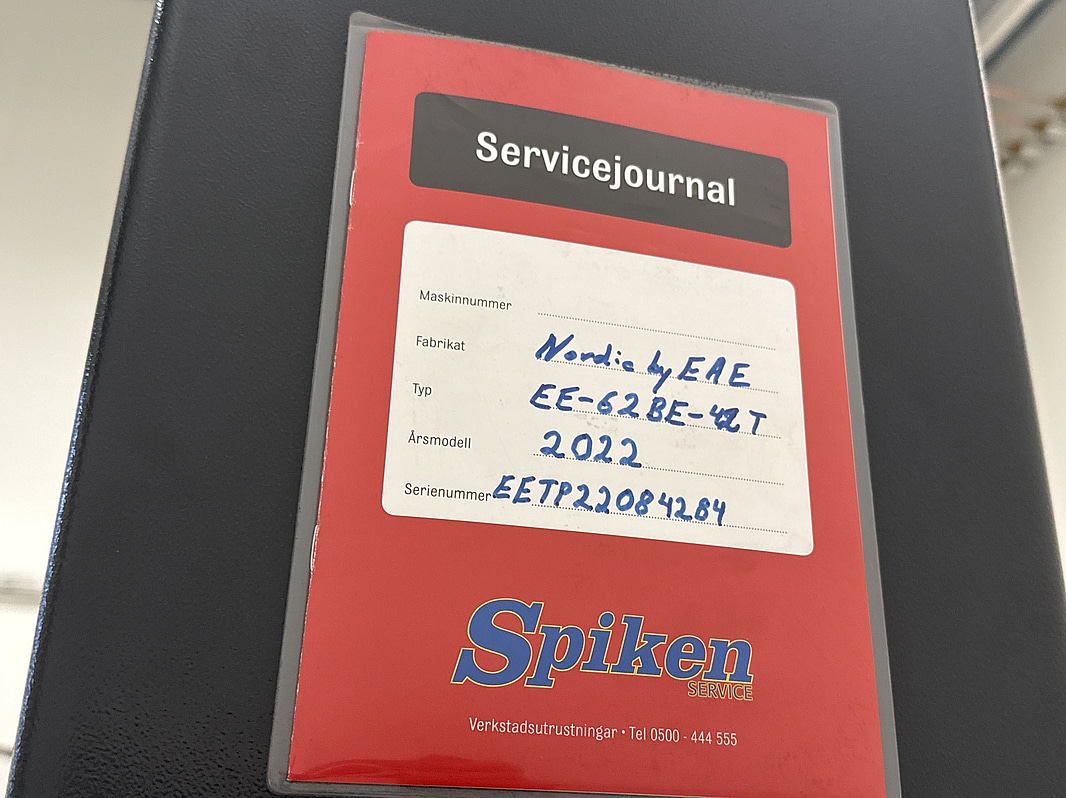 Servicejournal
Maskinnummer
Fabrikat Nordic by EAE
Typ EE-62BE-42T
Årsmodell 2022
Serienummer EETP22084284
Spiken
SERVICE
Verkstadsutrustningar • Tel 0500 - 444 555